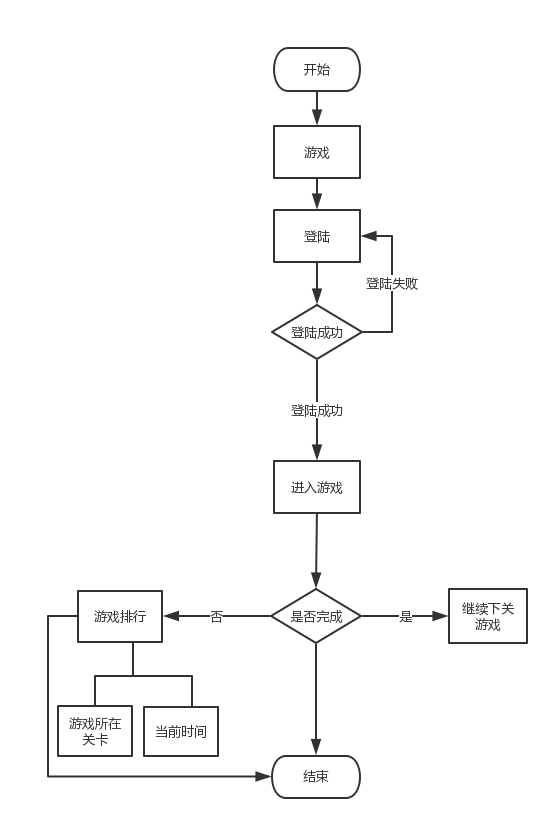 开始
游戏
登陆
登陆失败
登陆成功
登陆成功
进入游戏
游戏排行
否
是否完成
是
继续下关
游戏
游戏所在
关卡
当前时间
结束